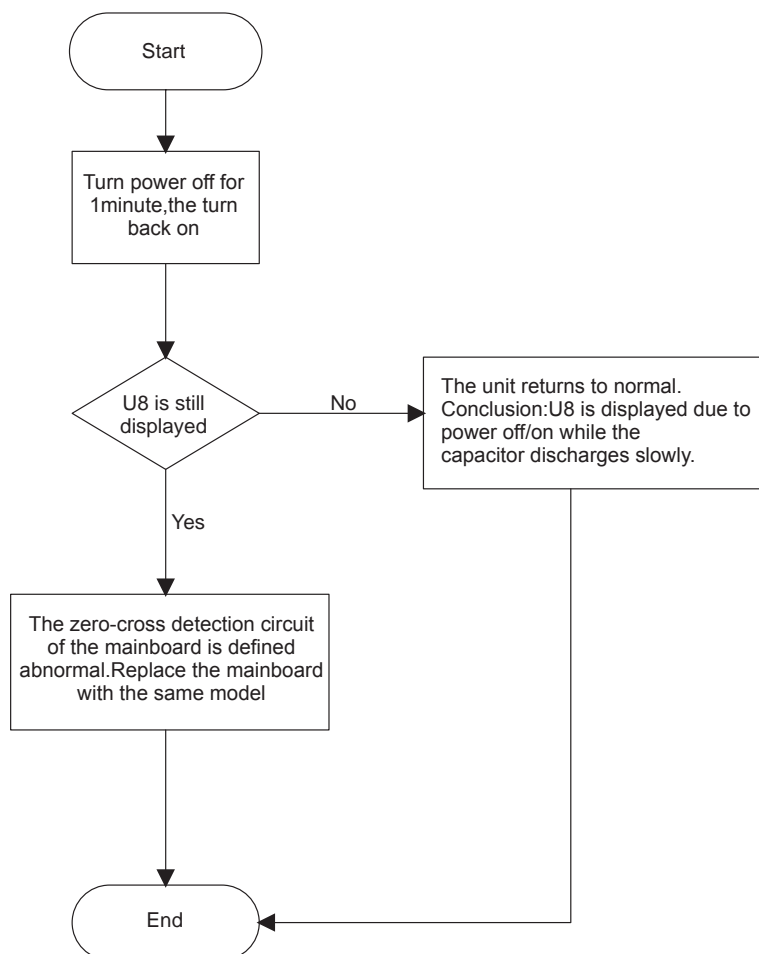 Start
Turn power off for
1minute,the turn
back on
U8 is still
displayed
No
The unit returns to normal.
Conclusion:U8 is displayed due to
power off/on while the
capacitor discharges slowly.
Yes
The zero-cross detection circuit
of the mainboard is defined
abnormal.Replace the mainboard
with the same model
End